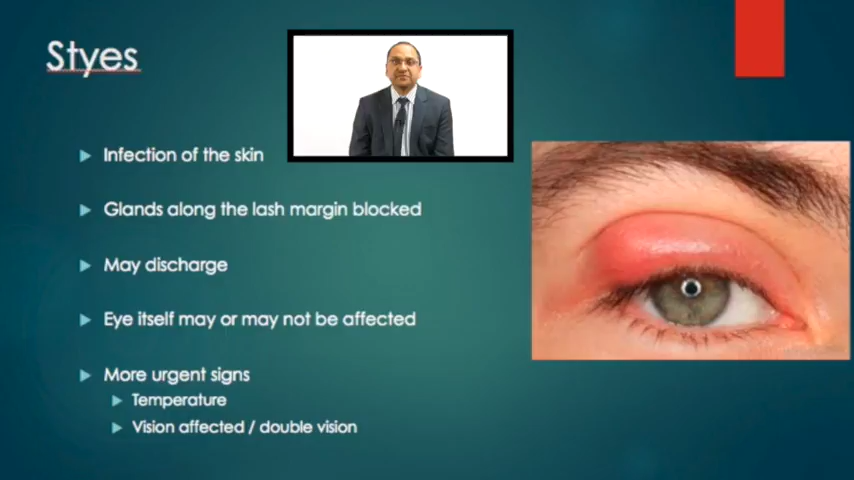 Styes
Infection of the skin
Glands along the lash margin blocked
May discharge
Eye itself may or may not be affected
More urgent signs
Temperature
Vision affected / double vision